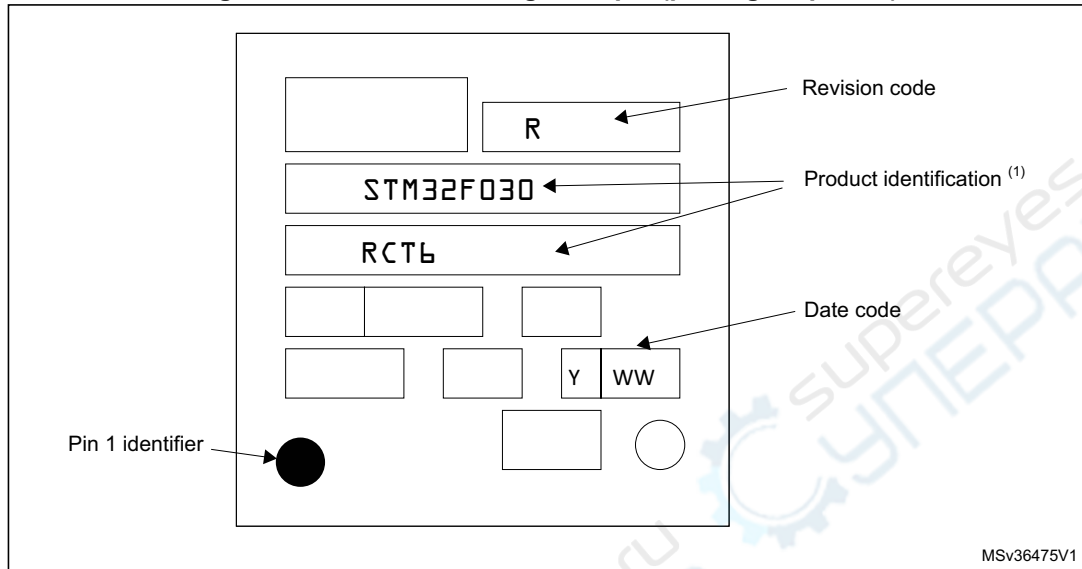 Revision code
R
STM32F030
Product identification (1)
RCT6
Date code
Y WW
Pin 1 identifier
MSv36475V1